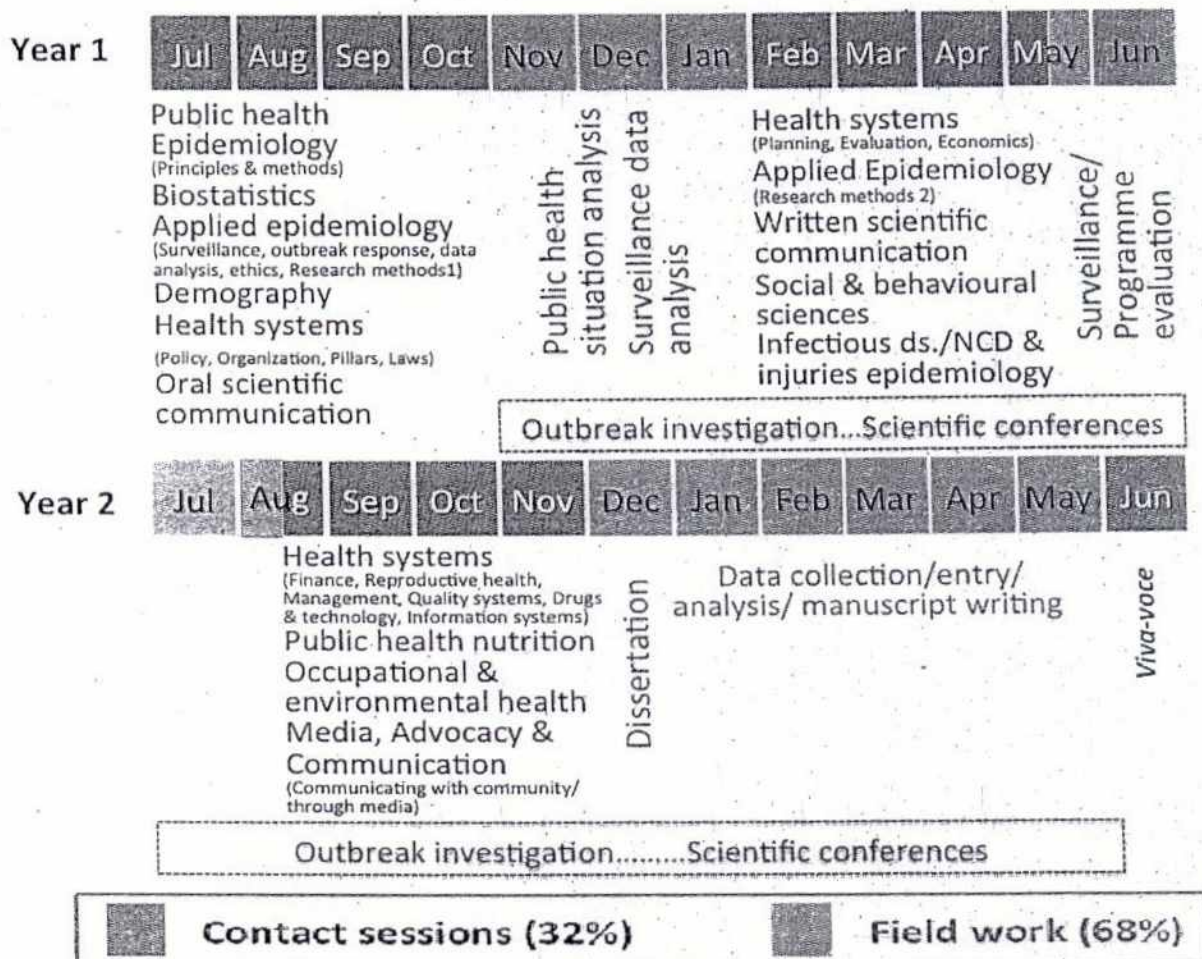 Year 1
Jul Aug Sep Oct Nov Dec Jan Feb Mar Apr May Jun
Public health
Epidemiology
(Principles & methods)
Biostatistics
Applied epidemiology
(Surveillance, outbreak response, data
analysis, ethics, Research methods1)
Demography
Health systems
(Policy, Organization, Pillars, Laws)
Oral scientific
communication
Public health
situation analysis
Surveillance data
analysis
Health systems
(Planning, Evaluation, Economics)
Applied Epidemiology
(Research methods 2)
Written scientific
communication
Social & behavioural
sciences
Infectious ds./NCD &
injuries epidemiology
Surveillance/
Programme
evaluation
Outbreak investigation...Scientific conferences
Year 2
Jul Aug Sep Oct Nov Dec Jan Feb Mar Apr May Jun
Health systems
(Finance, Reproductive health,
Management, Quality systems, Drugs
& technology, Information systems)
Public health nutrition
Occupational &
environmental health
Media, Advocacy &
Communication
(Communicating with community/
through media)
Dissertation
Data collection/entry/
analysis/ manuscript writing
Viva-voce
Outbreak investigation.........Scientific conferences
Contact sessions (32%)
Field work (68%)